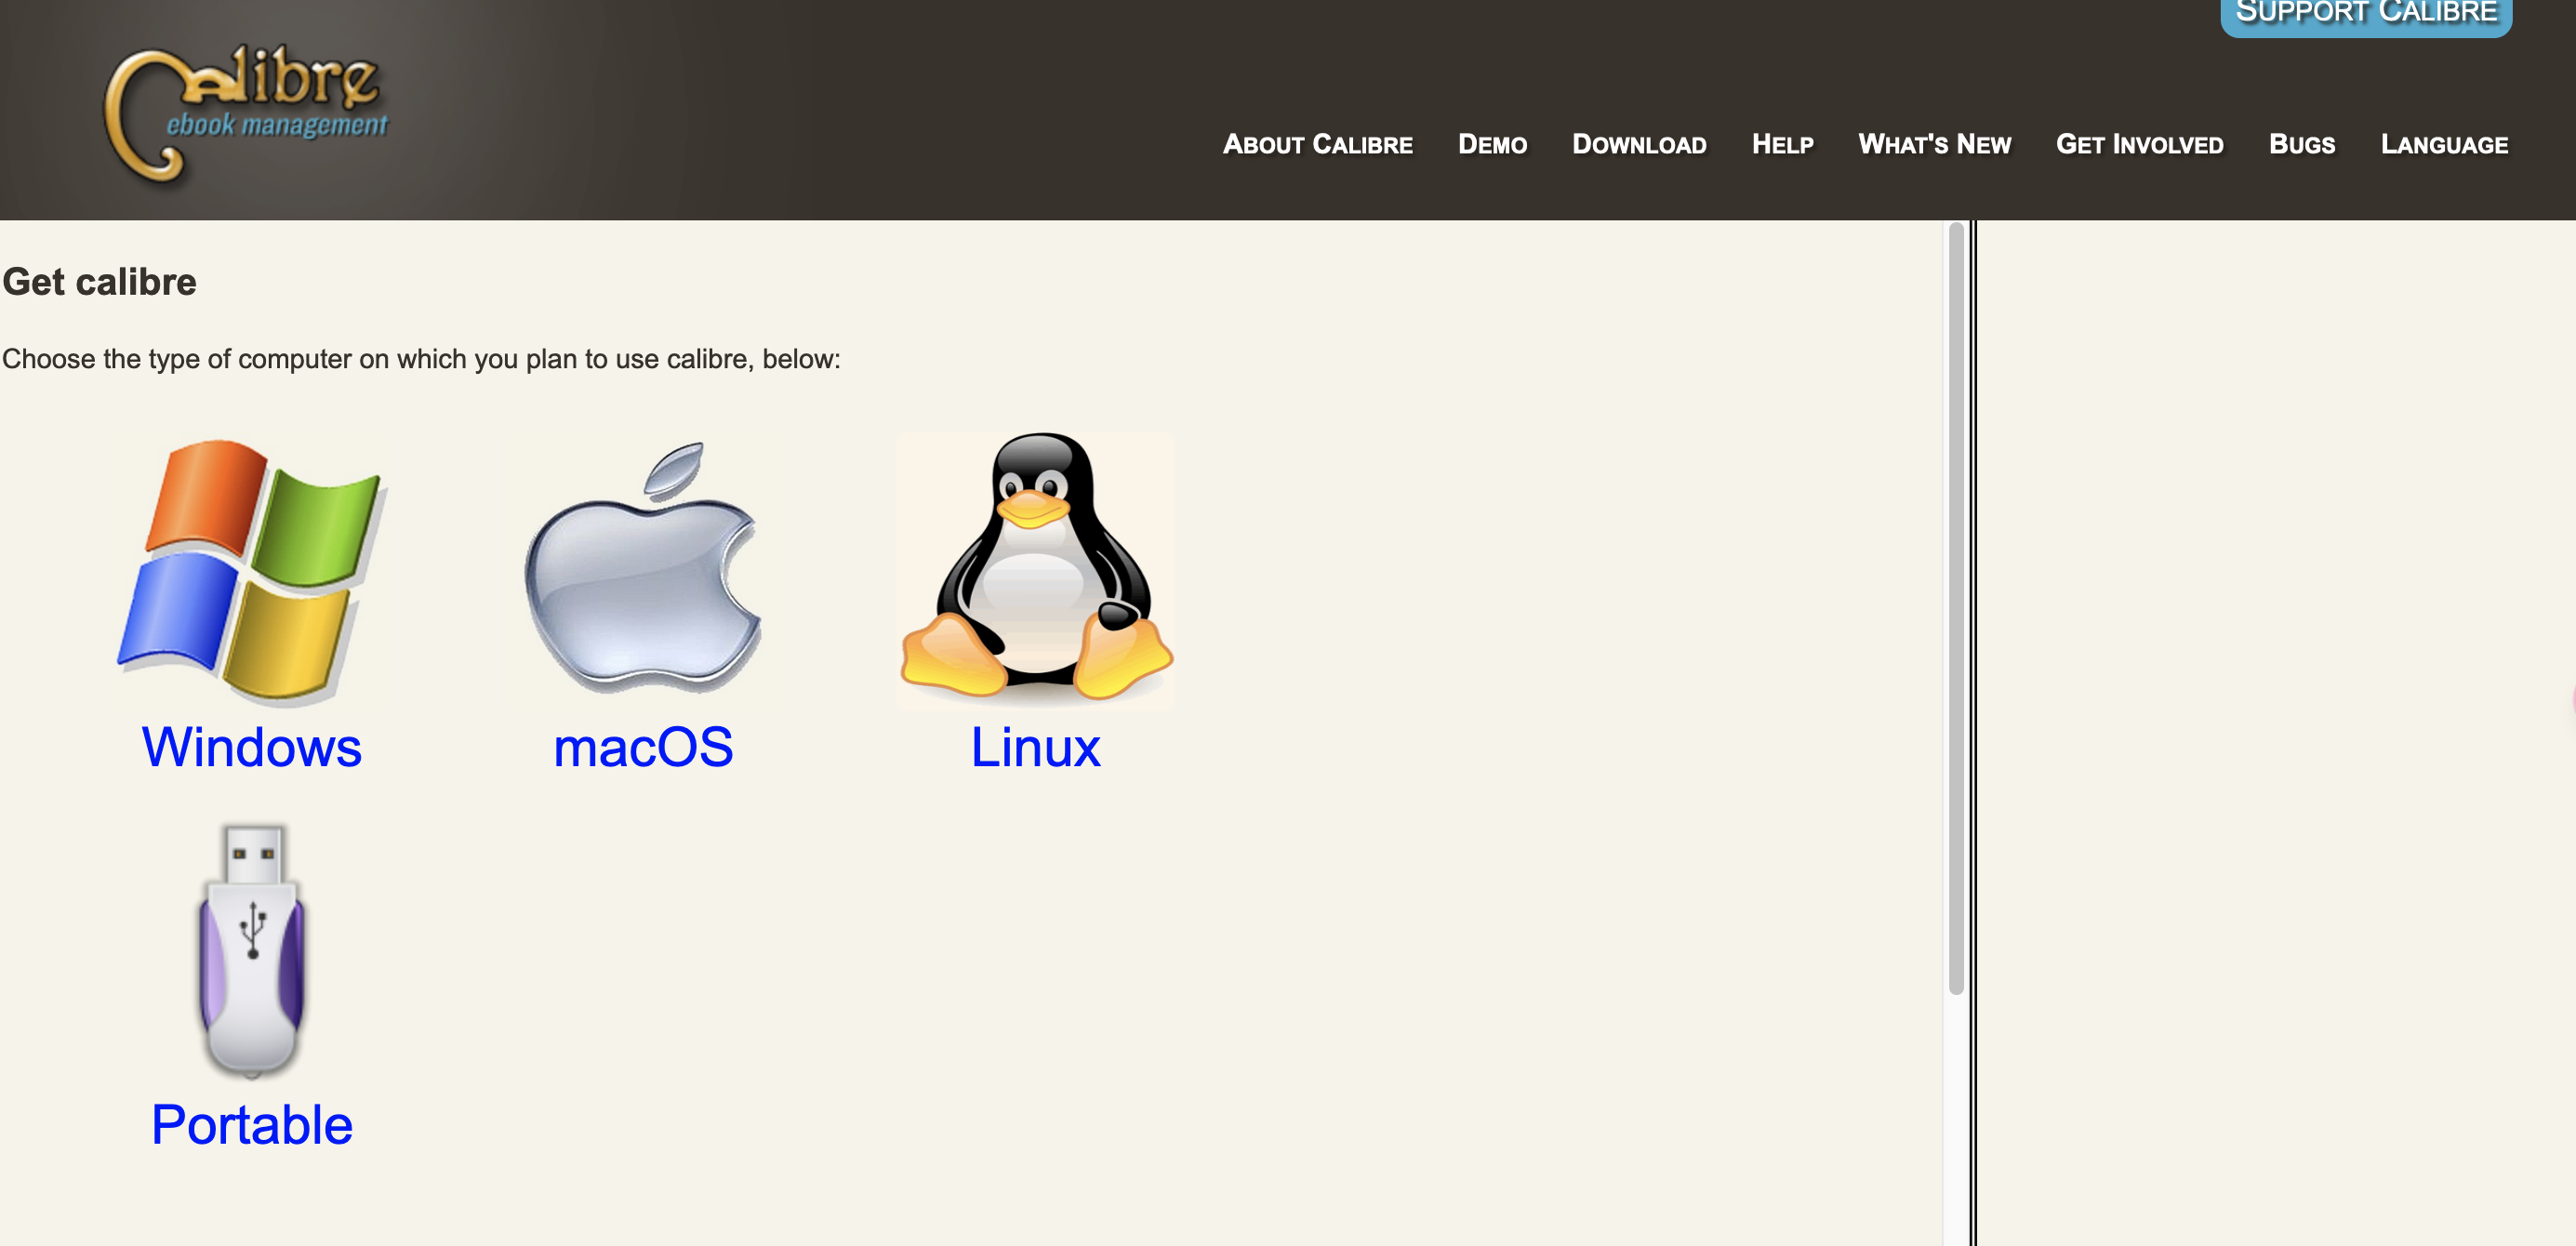 SUPPORT CALIBRE
Calibre
ebook management
ABOUT CALIBRE DEMO DOWNLOAD HELP WHAT'S NEW GET INVOLVED BUGS LANGUAGE
Get calibre
Choose the type of computer on which you plan to use calibre, below:
Windows macOS Linux
Portable